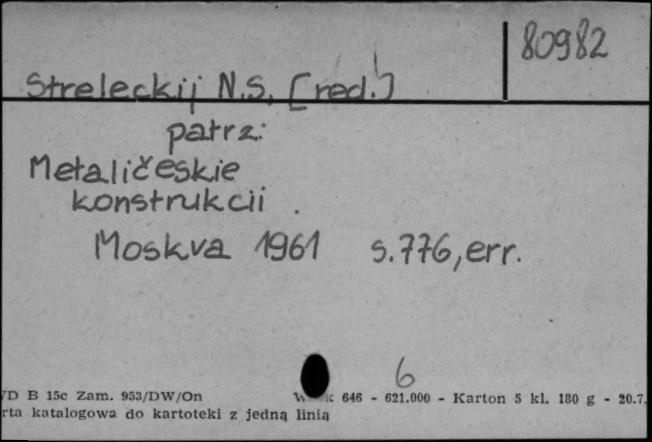 80982
Streleckij N.S. [red.]
patrz:
Metaličeskie
konstrukcii.
Moskva 1961 s.776, err.
6
D B 15c Zam. 953/DW/On 646 - 621.000 - Karton 5 kl. 180 g - 20.7.
rta katalogowa do kartoteki z jedną linią